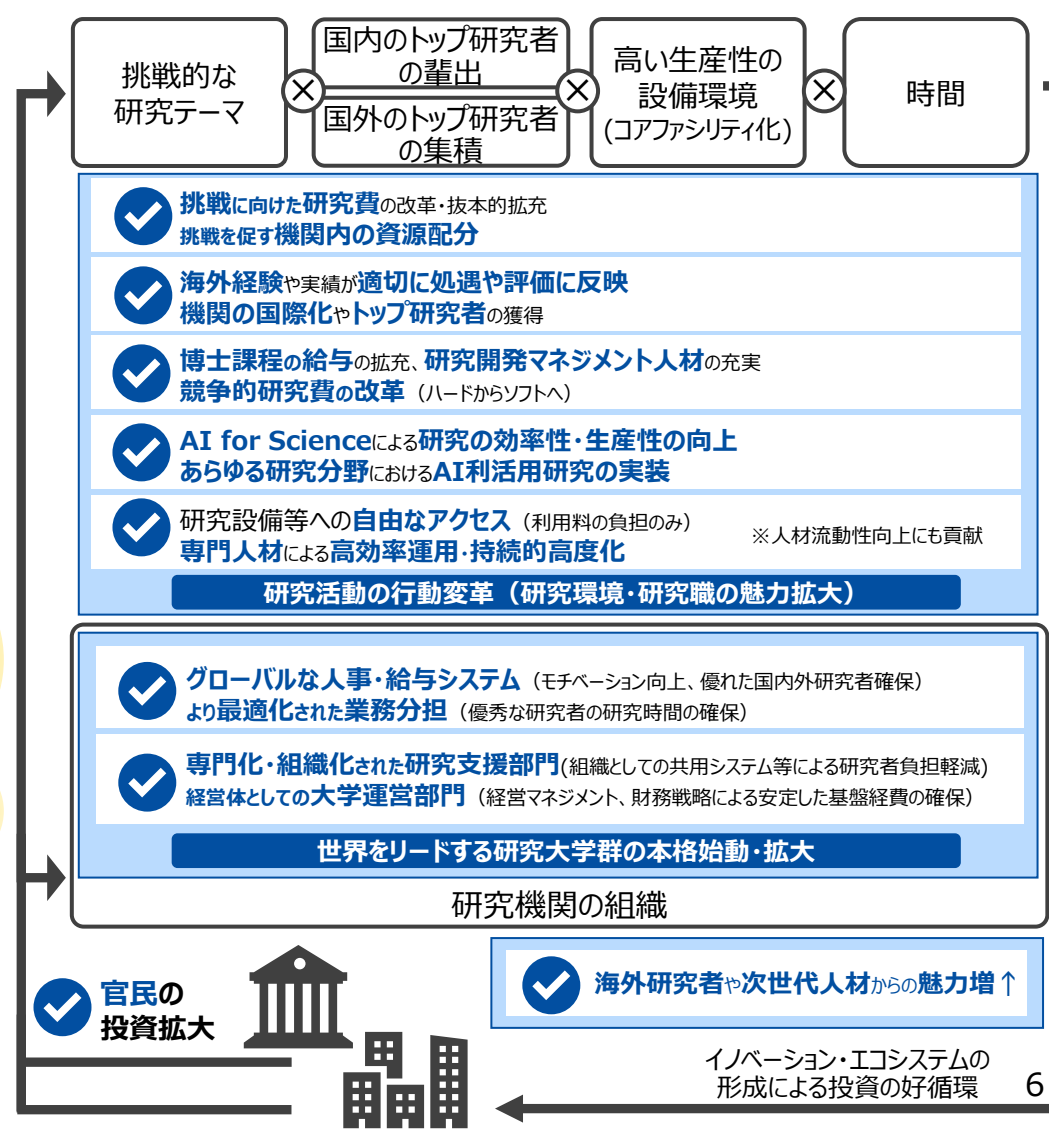 挑戦的な
研究テーマ
×
国内のトップ研究者
の輩出
国外のトップ研究者
の集積
×
高い生産性の
設備環境
(コアファシリティ化)
×
時間
挑戦に向けた研究費の改革・抜本的拡充
挑戦を促す機関内の資源配分
海外経験や実績が適切に処遇や評価に反映
機関の国際化やトップ研究者の獲得
博士課程の給与の拡充、研究開発マネジメント人材の充実
競争的研究費の改革（ハードからソフトへ）
AI for Scienceによる研究の効率性・生産性の向上
あらゆる研究分野におけるAI利活用研究の実装
研究設備等への自由なアクセス（利用料の負担のみ）
専門人材による高効率運用・持続的高度化
※人材流動性向上にも貢献
研究活動の行動変革（研究環境・研究職の魅力拡大）
グローバルな人事・給与システム（モチベーション向上、優れた国内外研究者確保）
より最適化された業務分担（優秀な研究者の研究時間の確保）
専門化・組織化された研究支援部門(組織としての共用システム等による研究者負担軽減)
経営体としての大学運営部門（経営マネジメント、財務戦略による安定した基盤経費の確保）
世界をリードする研究大学群の本格始動・拡大
研究機関の組織
官民の
投資拡大
海外研究者や次世代人材からの魅力増↑
イノベーション・エコシステムの
形成による投資の好循環
6